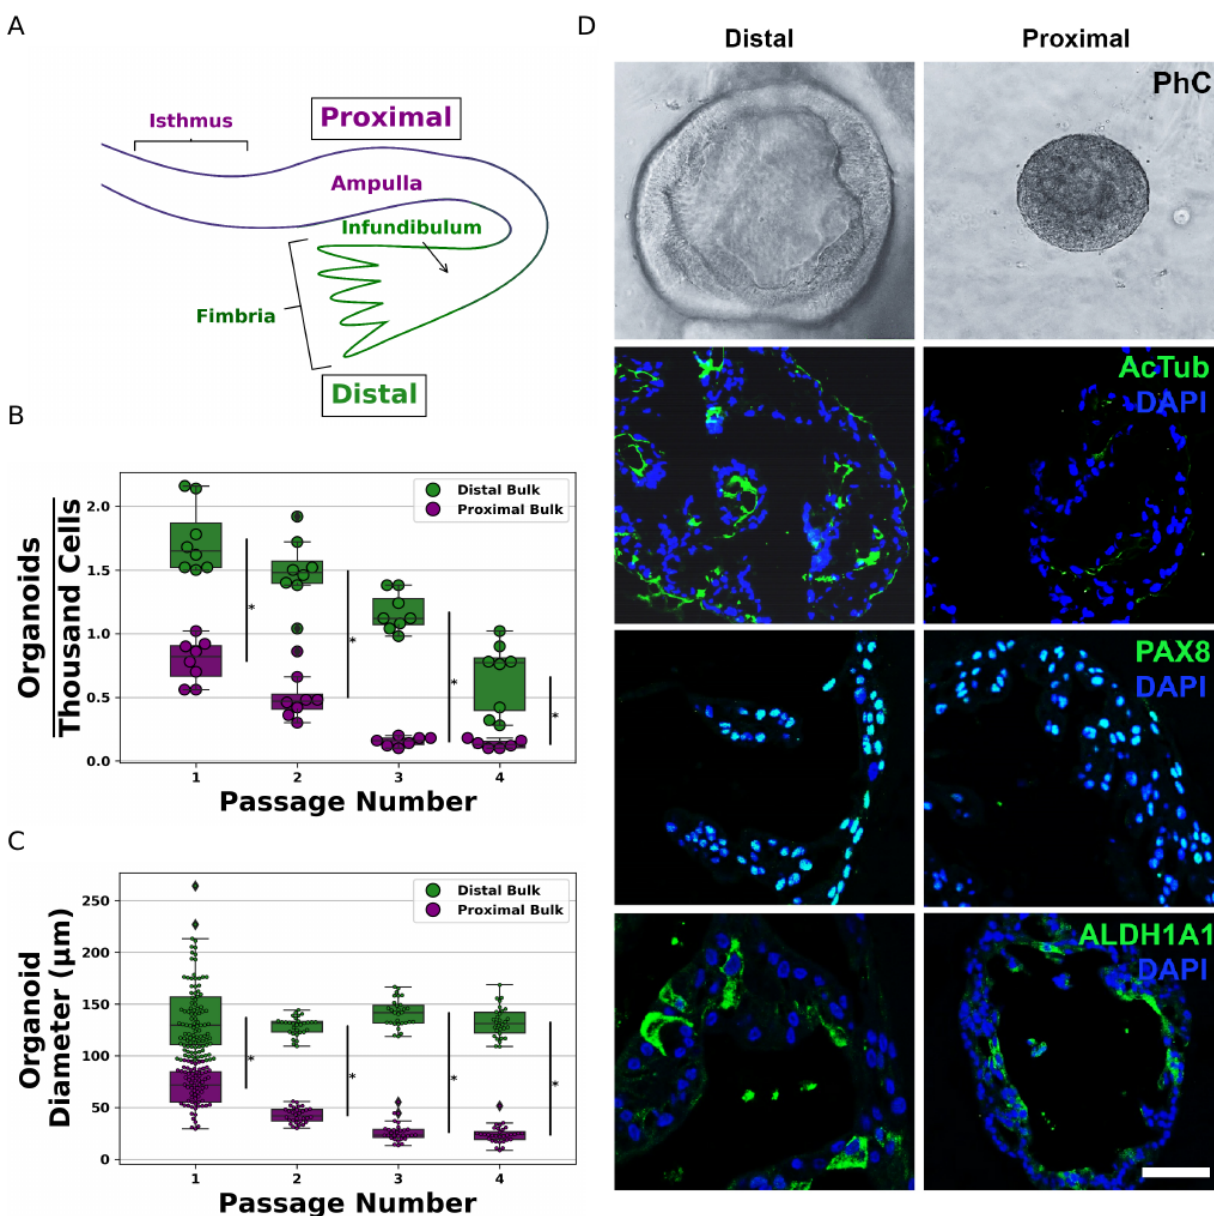 A
Isthmus
Proximal
Ampulla
Infundibulum
Fimbria
Distal
B
Organoids
Thousand Cells
2.0
1.5
1.0
0.5
0.0
Distal Bulk
Proximal Bulk
*
*
*
*
1 2 3 4
Passage Number
C
Organoid
Diameter (µm)
250
200
150
100
50
0
Distal Bulk
Proximal Bulk
*
*
*
*
1 2 3 4
Passage Number
D
Distal Proximal
PhC
AcTub
DAPI
PAX8
DAPI
ALDH1A1
DAPI